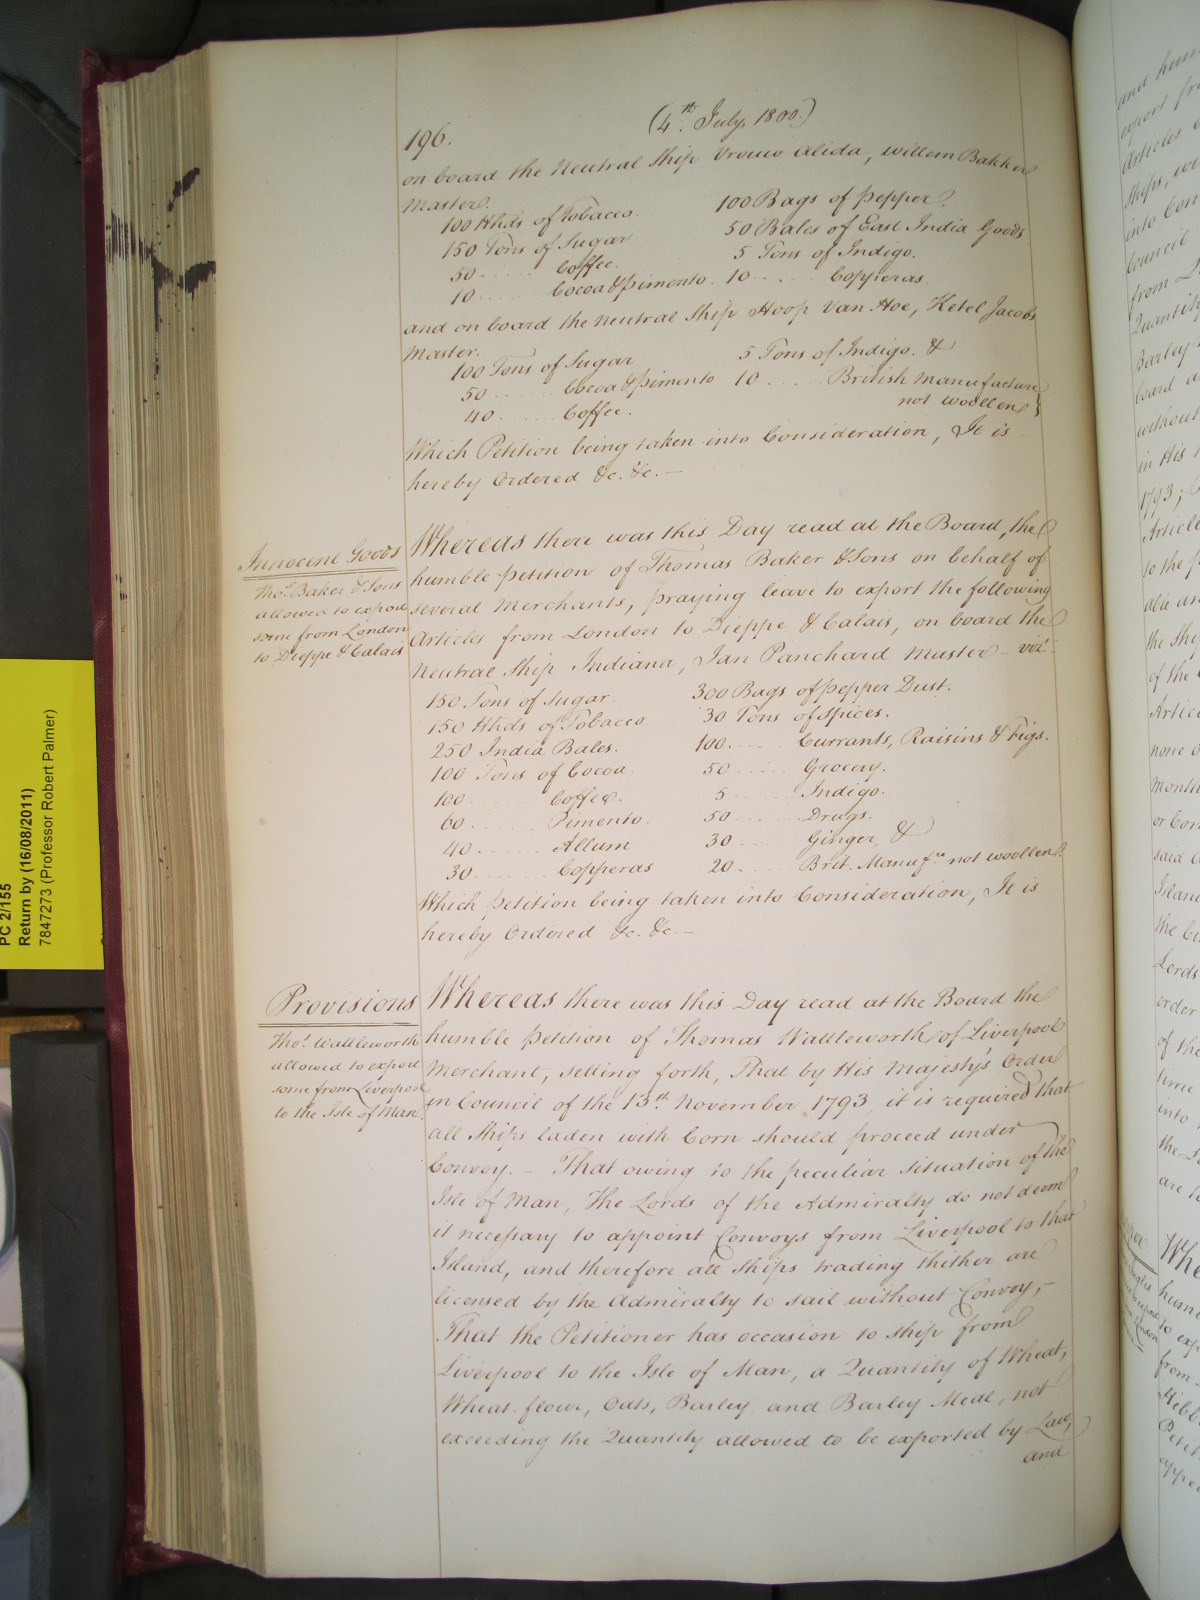 196.
(4th. July, 1800.)
on board the Neutral Ship Vrouw Alida, Willem Bakker
Master.
100 Hhds of Tobacco. 100 Bags of Pepper.
150 Tons of Sugar 50 Bales of East India Goods
50 ..... Coffee. 5 Tons of Indigo.
10 ..... Cocoa & Pimento. 10 ..... Copperas
and on board the Neutral Ship Hoop Van Hoe, Ketel Jacobs
Master.
100 Tons of Sugar 5 Tons of Indigo. &
50 ..... Cocoa & Pimento 10 ..... British Manufacture
40 ..... Coffee. not woollen}
Which Petition being taken into Consideration, It is
hereby Ordered &c. &c. —
Innocent Goods
Thos. Baker & Sons
allowed to export
some from London
to Dieppe & Calais
Whereas there was this Day read at the Board, the
humble petition of Thomas Baker & Sons on behalf of
several Merchants, praying leave to export the following
Articles from London to Dieppe & Calais, on board the
Neutral Ship Indiana, Jan Panchard Master – vizt.
150 Tons of Sugar 300 Bags of Pepper Dust.
150 Hhds of Tobacco 30 Tons of Spices.
250 India Bales. 100 ..... Currants, Raisins & Figs.
100 Tons of Cocoa 50 ..... Grocery.
100 ..... Coffee. 5 ..... Indigo.
60 ..... Pimento. 50 ..... Drugs.
40 ..... Allum 30 ..... Ginger, &
30 ..... Copperas 20 ..... Brit. Manufre not woollen.
Which petition being taken into Consideration, It is
hereby Ordered &c. &c. —
Provisions
Thos. Wattleworth
allowed to export
some from Liverpool
to the Isle of Man.
Whereas there was this Day read at the Board the
humble petition of Thomas Wattleworth of Liverpool
Merchant, setting forth, That by His Majesty's Order
in Council of the 13th November 1793 it is required that
all Ships laden with Corn should proceed under
Convoy. – That owing to the peculiar situation of the
Isle of Man, the Lords of the Admiralty do not deem
it necessary to appoint Convoys from Liverpool to that
Island, and therefore all Ships trading thither are
licensed by the Admiralty to sail without Convoy, –
That the Petitioner has occasion to ship from
Liverpool to the Isle of Man, a Quantity of Wheat,
Wheat flour, Oats, Barley and Barley Meal, not
exceeding the Quantity allowed to be exported by Law,
and
PC 2/155
Return by (16/08/2011)
7847273 (Professor Robert Palmer)